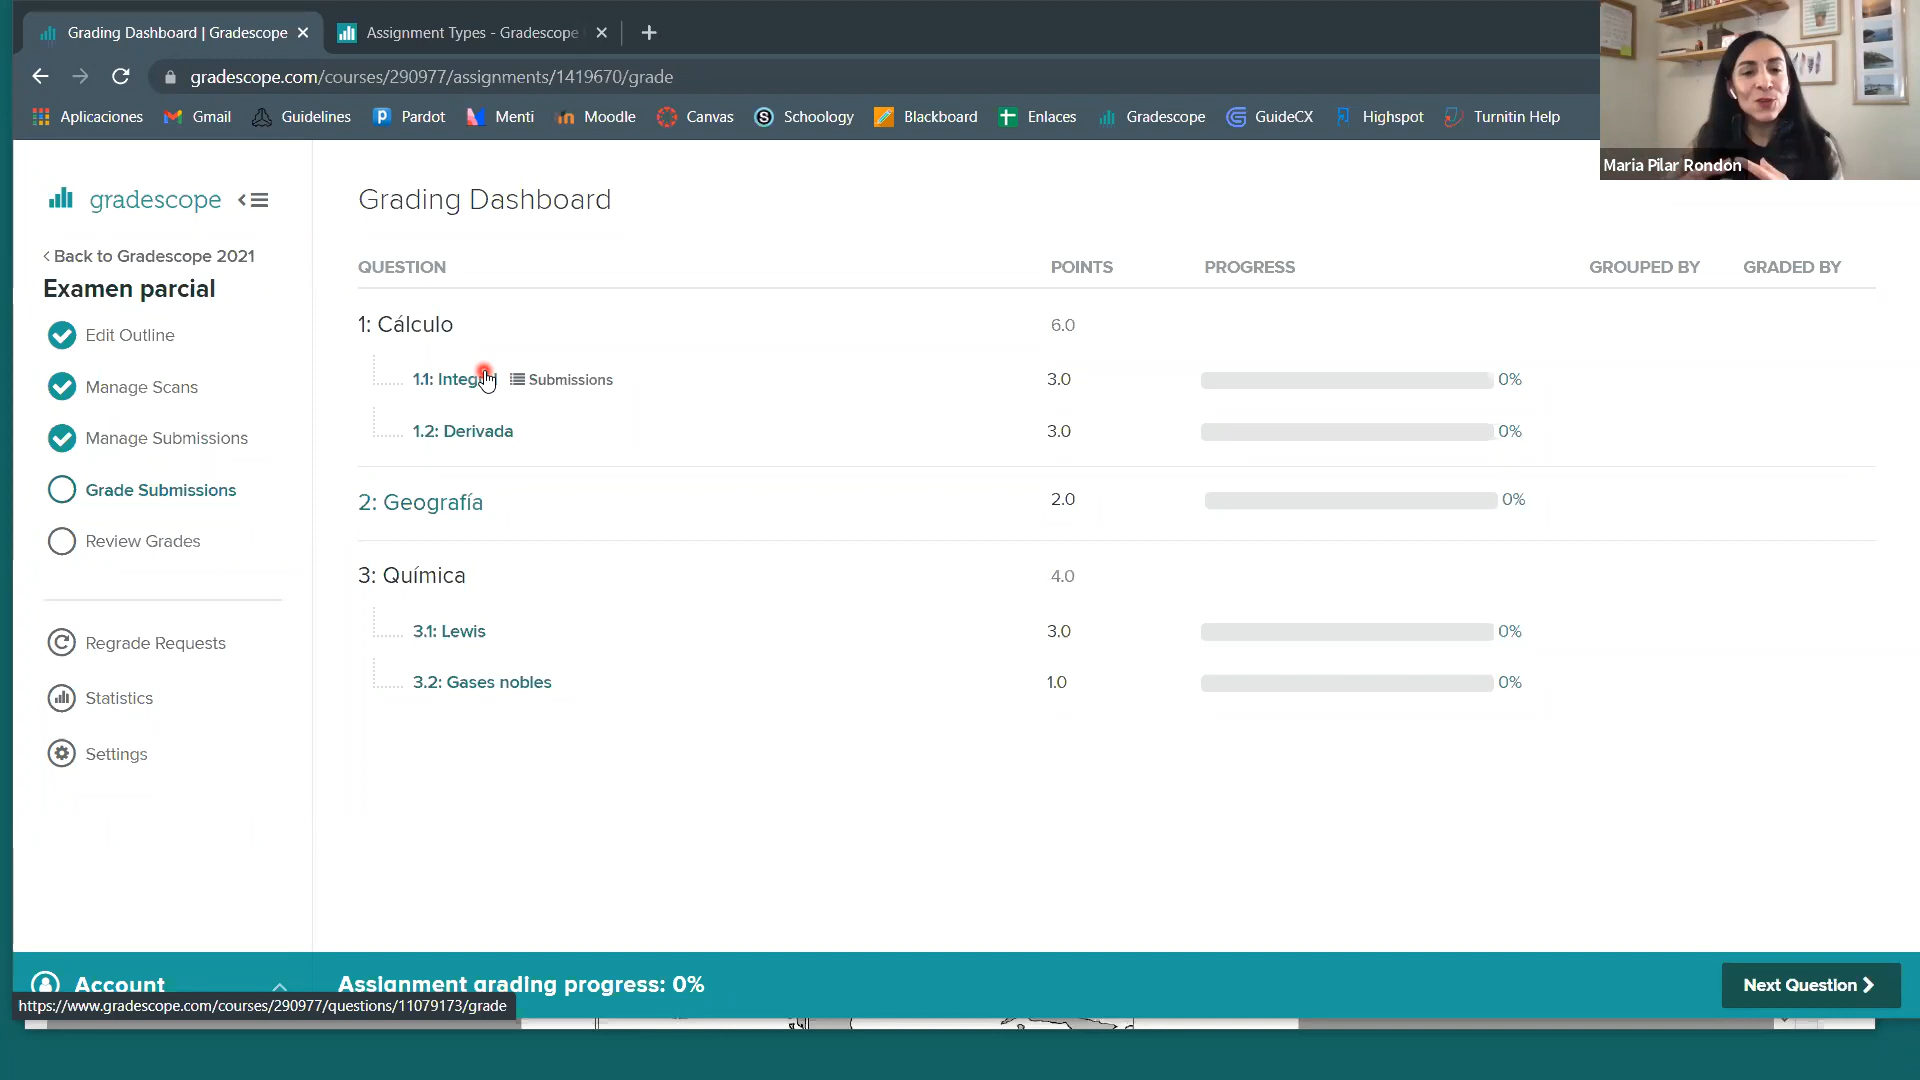 Grading Dashboard | Gradescope
Assignment Types - Gradescope
gradescope.com/courses/290977/assignments/1419670/grade
Aplicaciones Gmail Guidelines Pardot Menti Moodle Canvas Schoology Blackboard Enlaces Gradescope GuideCX Highspot Turnitin Help
Maria Pilar Rondon
gradescope
Back to Gradescope 2021
Examen parcial
Edit Outline
Manage Scans
Manage Submissions
Grade Submissions
Review Grades
Regrade Requests
Statistics
Settings
Grading Dashboard
QUESTION POINTS PROGRESS GROUPED BY GRADED BY
1: Cálculo 6.0
1.1: Submissions 3.0 0%
1.2: Derivada 3.0 0%
2: Geografía 2.0 0%
3: Química 4.0
3.1: Lewis 3.0 0%
3.2: Gases nobles 1.0 0%
Account
Assignment grading progress: 0%
Next Question
https://www.gradescope.com/courses/290977/questions/11079173/grade